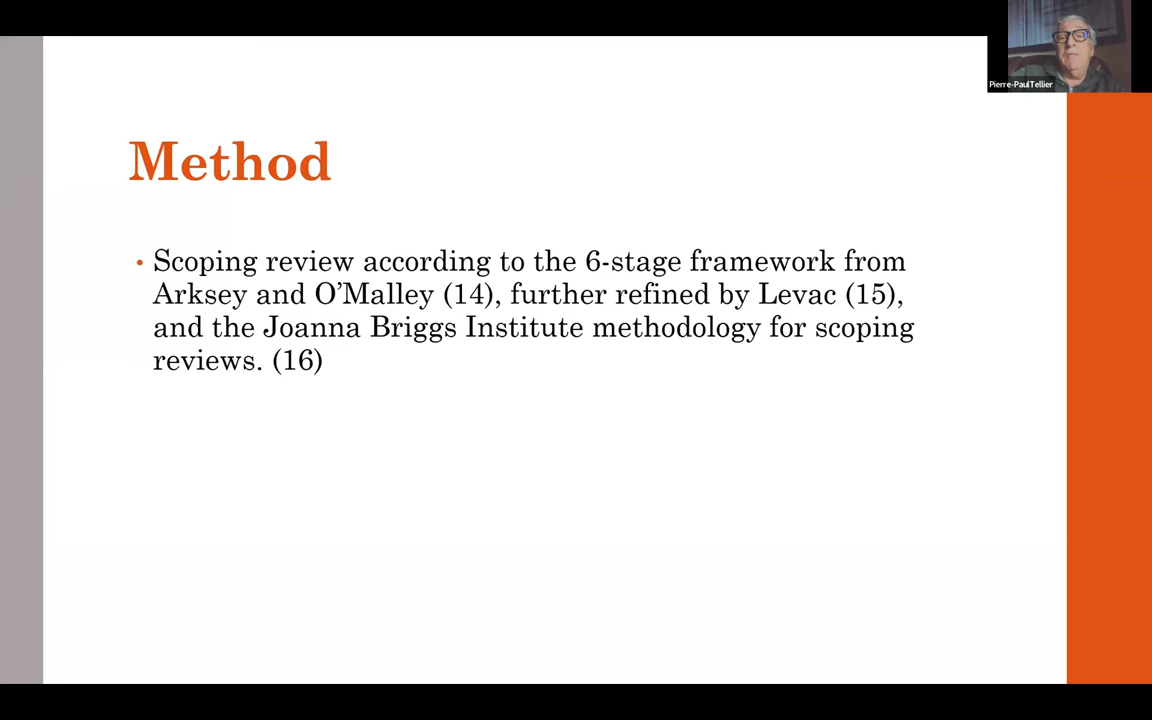 Pierre-Paul Tellier
Method
• Scoping review according to the 6-stage framework from
Arksey and O’Malley (14), further refined by Levac (15),
and the Joanna Briggs Institute methodology for scoping
reviews. (16)